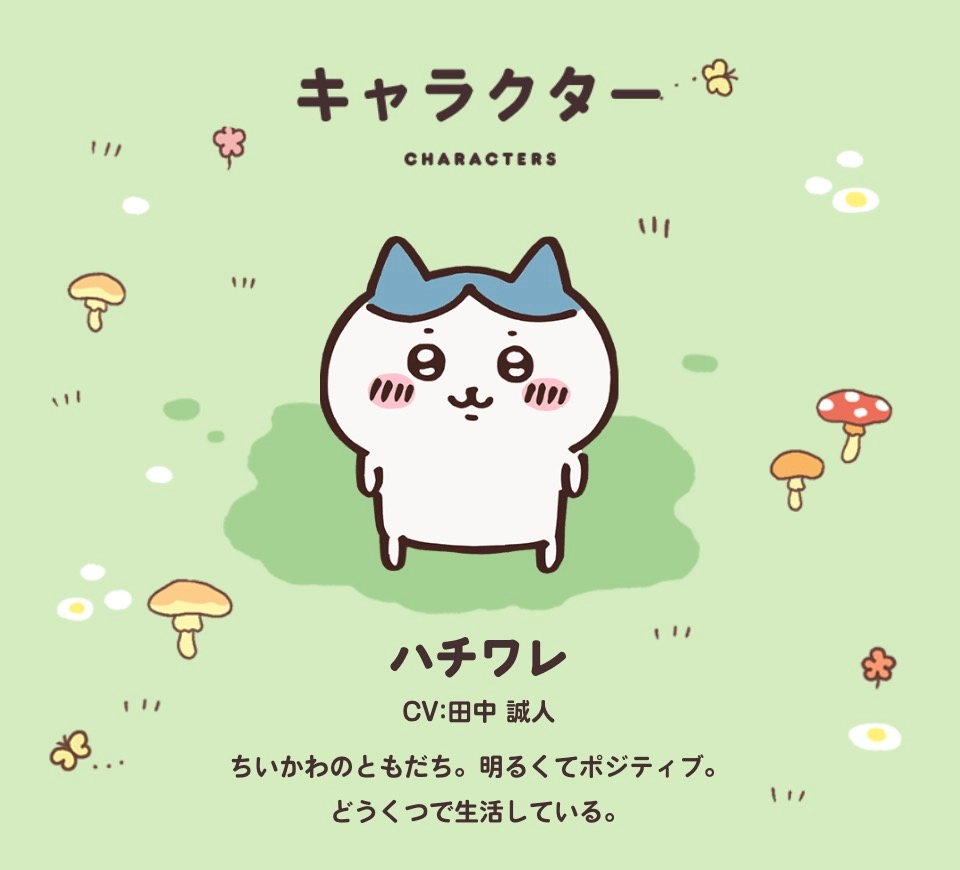 キャラクター
CHARACTERS
ハチワレ
CV:田中 誠人
ちいかわのともだち。明るくてポジティブ。
どうくつで生活している。